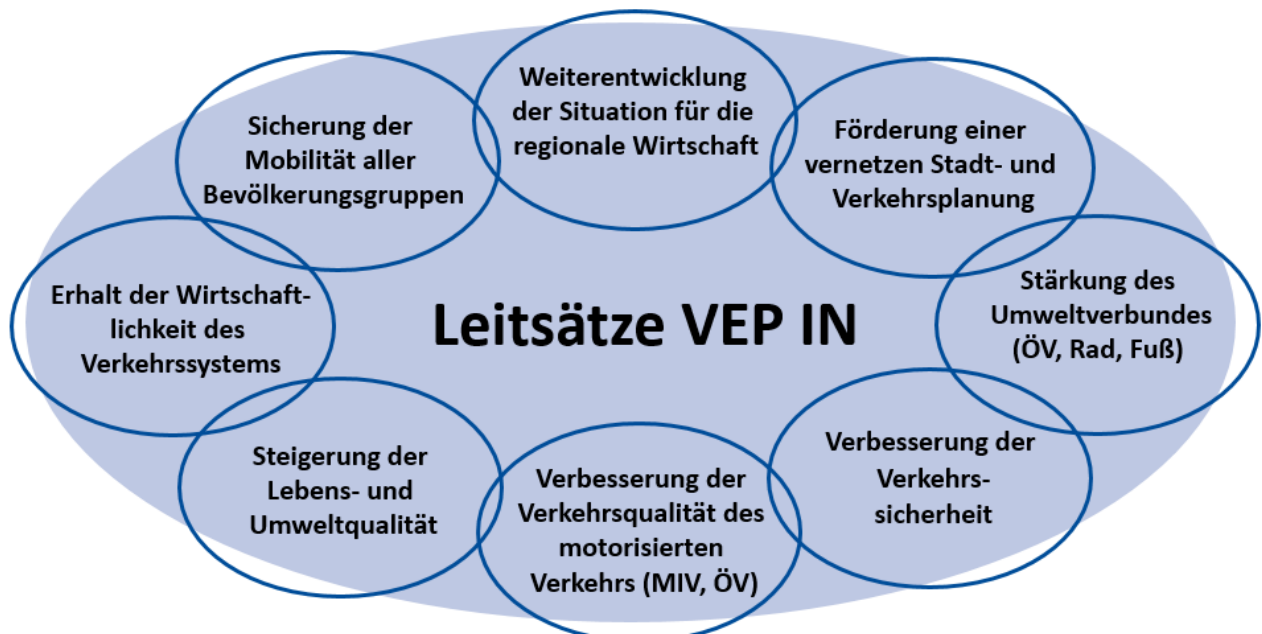 Weiterentwicklung
der Situation für die
regionale Wirtschaft
Förderung einer
vernetzen Stadt- und
Verkehrsplanung
Stärkung des
Umweltverbundes
(ÖV, Rad, Fuß)
Verbesserung der
Verkehrs-
sicherheit
Verbesserung der
Verkehrsqualität des
motorisierten
Verkehrs (MIV, ÖV)
Steigerung der
Lebens- und
Umweltqualität
Erhalt der Wirtschaft-
lichkeit des
Verkehrssystems
Sicherung der
Mobilität aller
Bevölkerungsgruppen
Leitsätze VEP IN